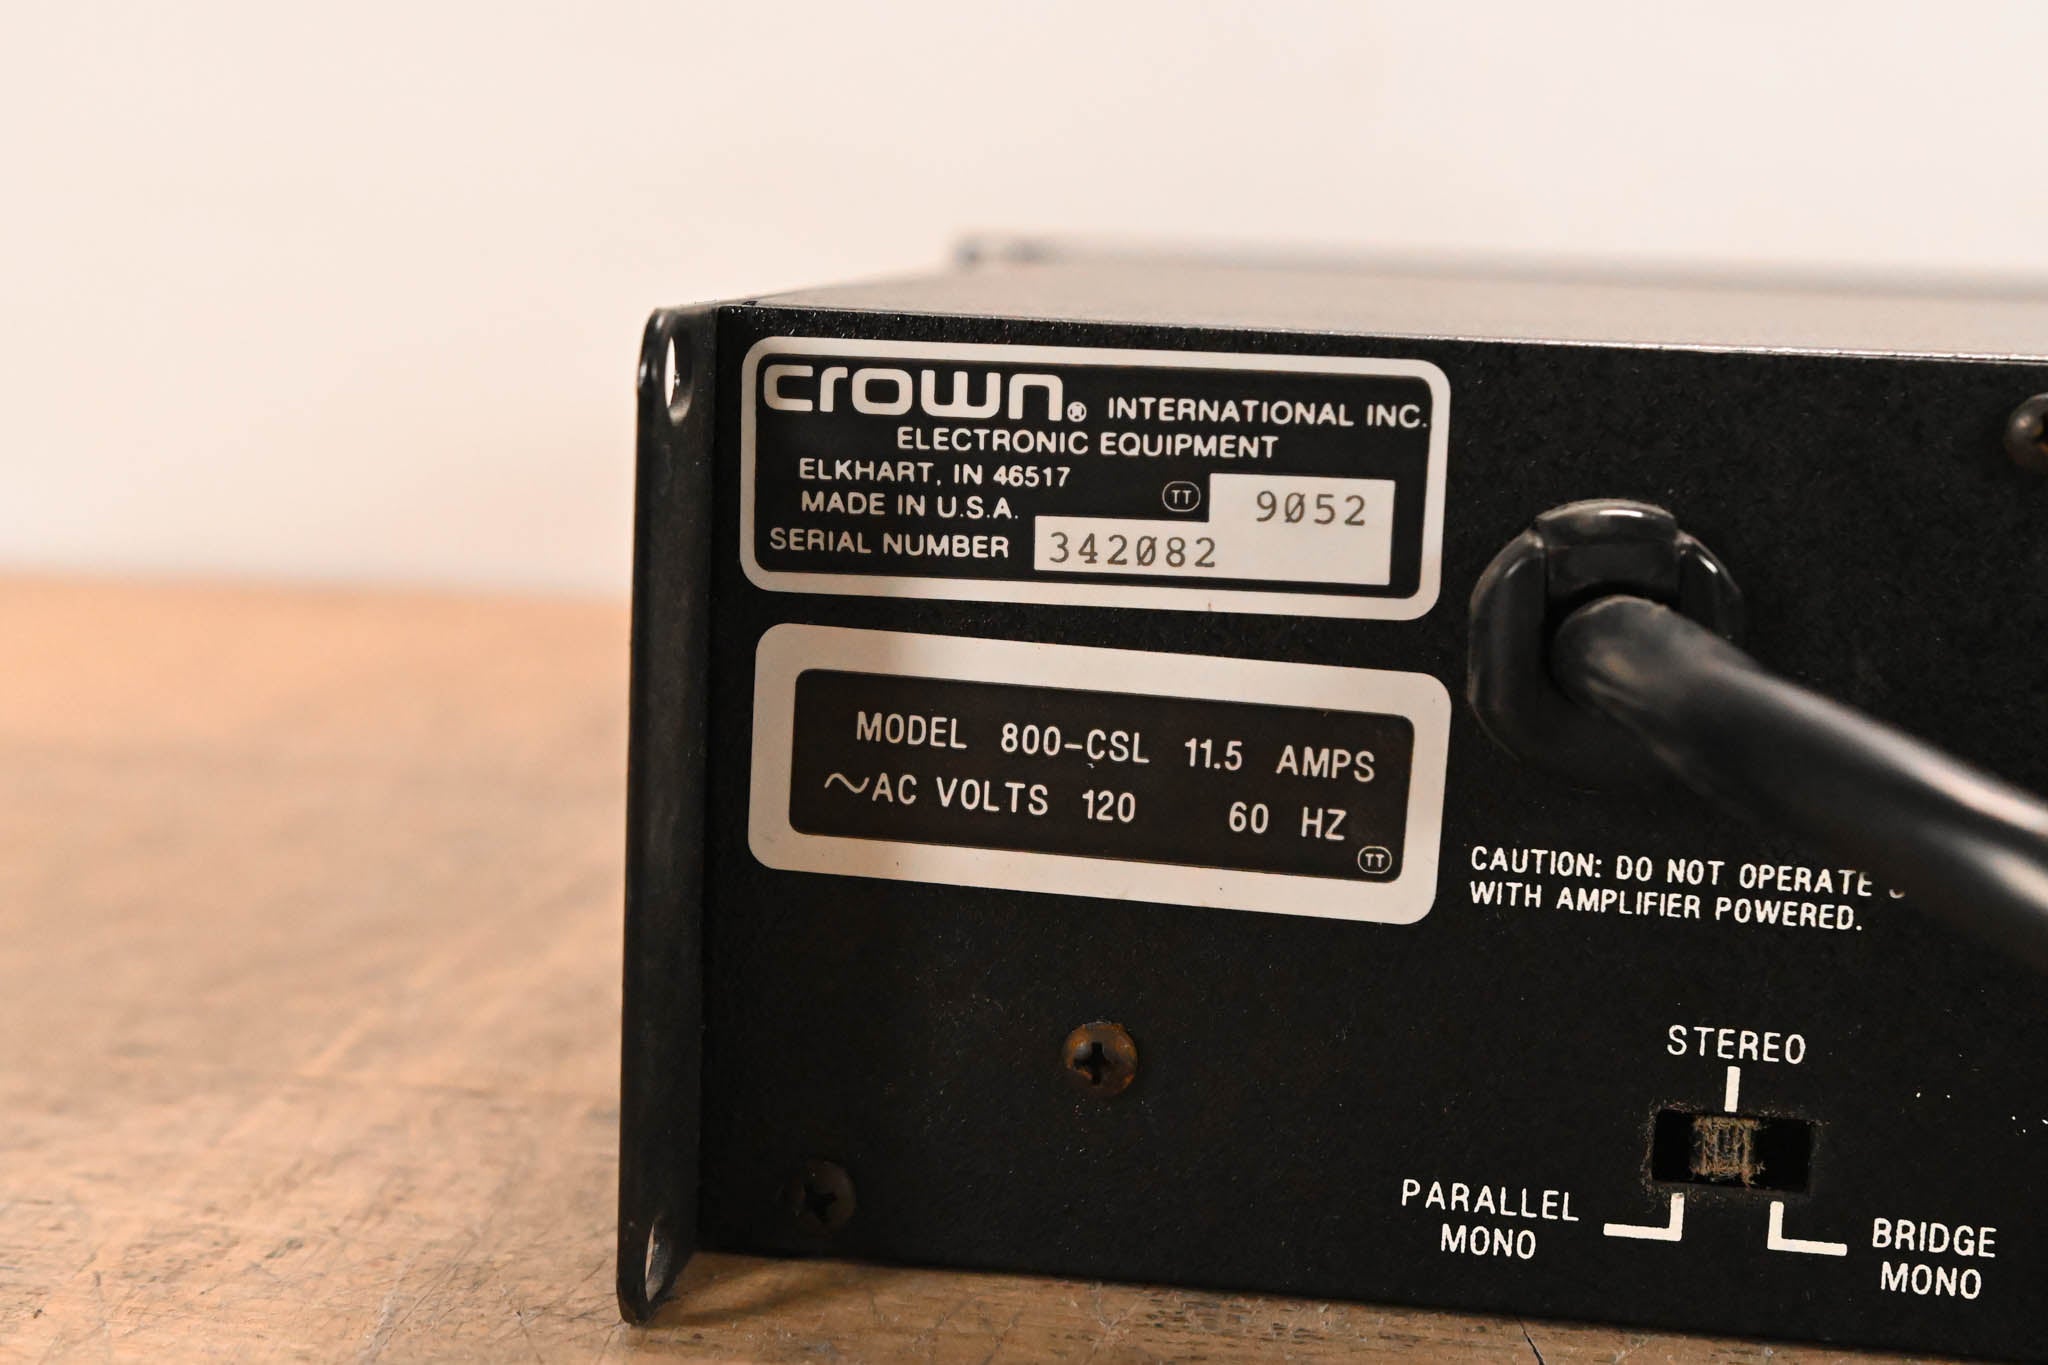 crown® INTERNATIONAL INC.
ELECTRONIC EQUIPMENT
ELKHART, IN 46517
MADE IN U.S.A.
TT
9052
SERIAL NUMBER 342082
MODEL 800-CSL 11.5 AMPS
~AC VOLTS 120 60 HZ
TT
CAUTION: DO NOT OPERATE
WITH AMPLIFIER POWERED.
STEREO
PARALLEL
MONO
BRIDGE
MONO